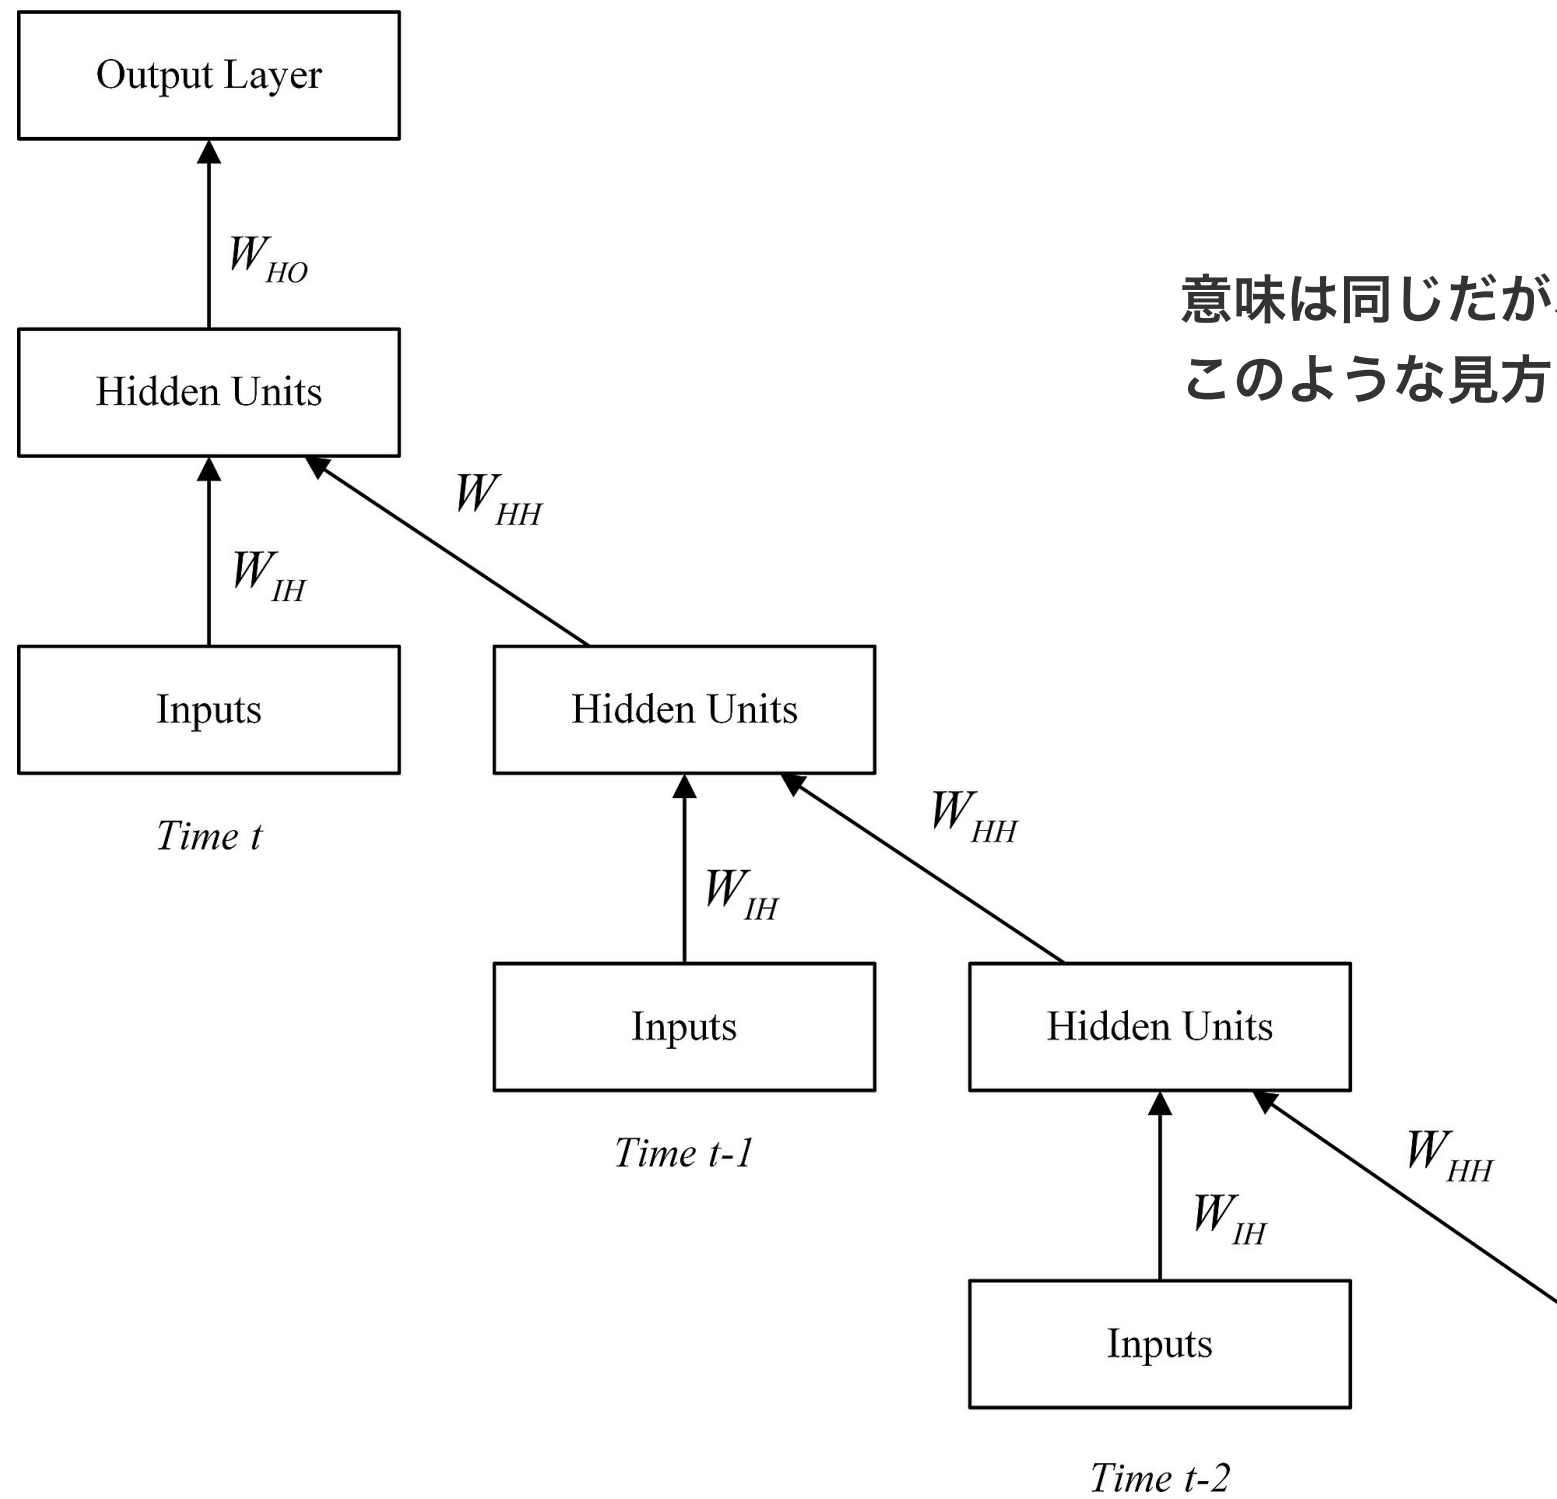 Output Layer
W_HO
意味は同じだが、
このような見方
Hidden Units
W_HH
W_IH
Inputs
Hidden Units
Time t
W_HH
W_IH
Inputs
Hidden Units
Time t-1
W_HH
W_IH
Inputs
Time t-2